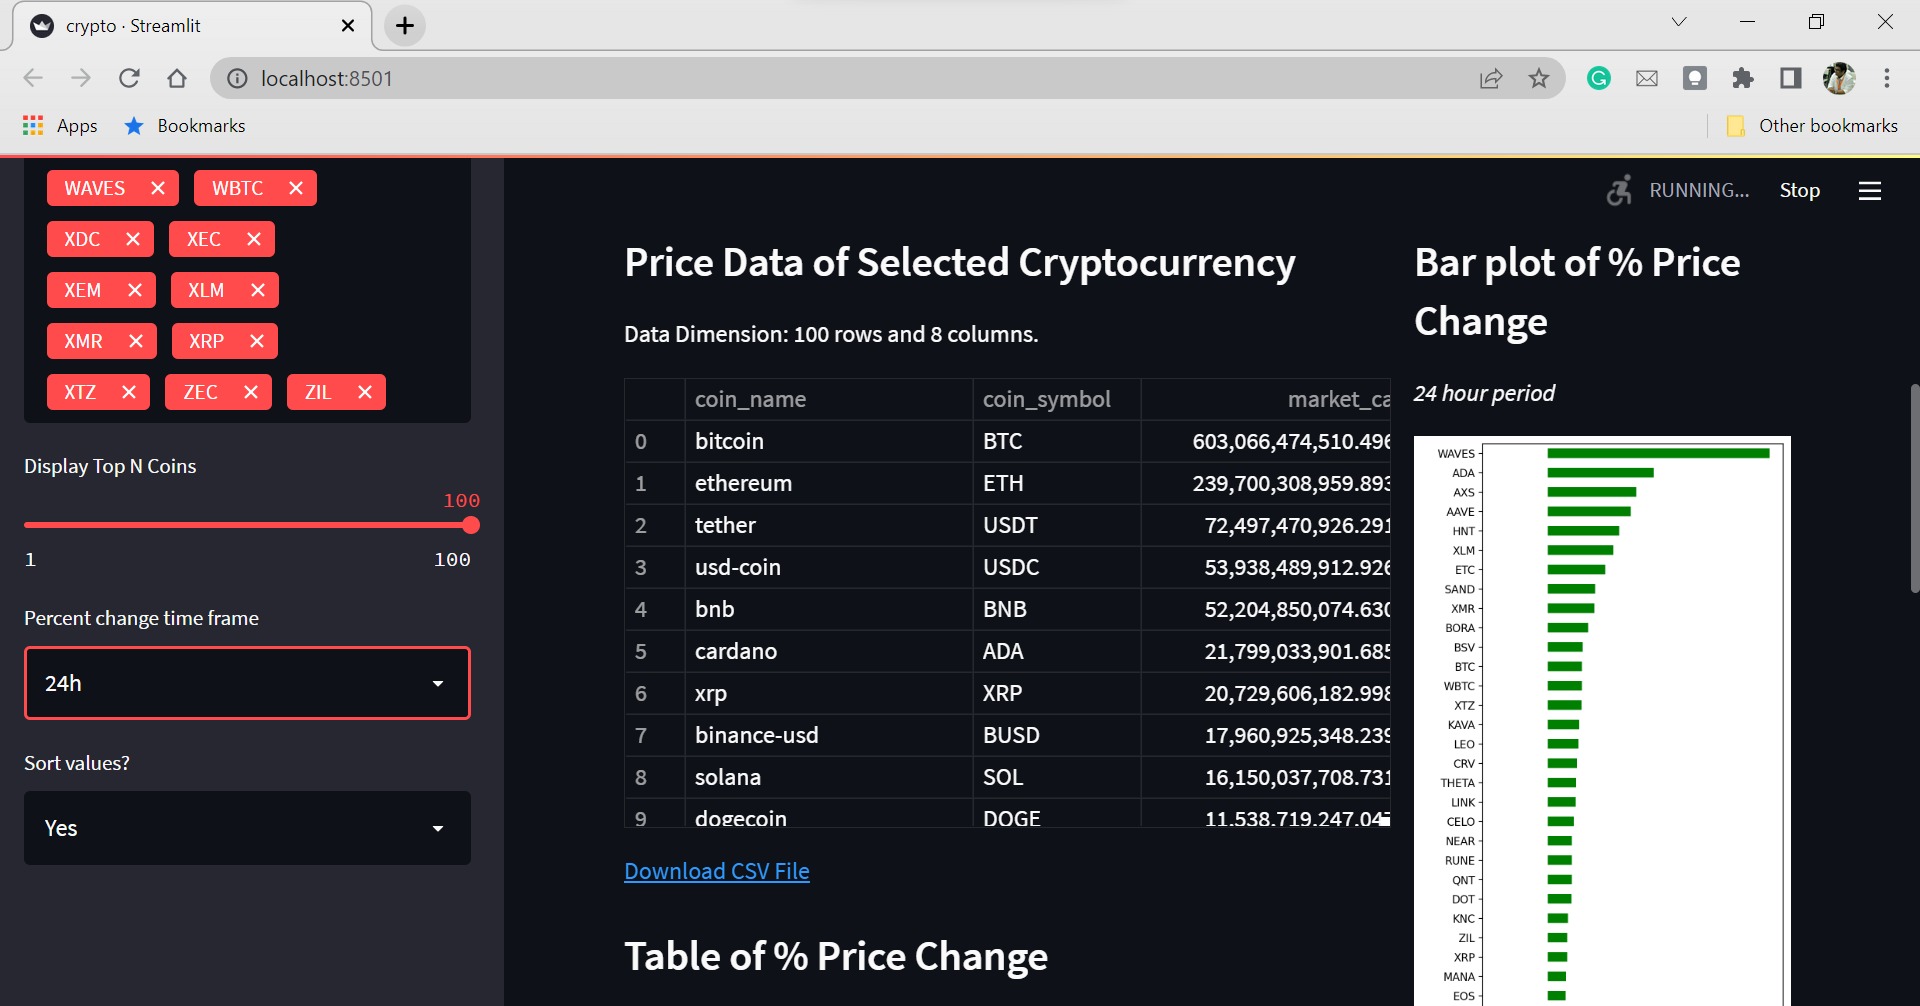 crypto · Streamlit
localhost:8501
Apps
Bookmarks
Other bookmarks
WAVES
WBTC
XDC
XEC
XEM
XLM
XMR
XRP
XTZ
ZEC
ZIL
Display Top N Coins
100
1
100
Percent change time frame
24h
Sort values?
Yes
RUNNING...
Stop
Price Data of Selected Cryptocurrency
Data Dimension: 100 rows and 8 columns.
coin_name coin_symbol market_ca
0 bitcoin BTC 603,066,474,510.496
1 ethereum ETH 239,700,308,959.893
2 tether USDT 72,497,470,926.291
3 usd-coin USDC 53,938,489,912.926
4 bnb BNB 52,204,850,074.630
5 cardano ADA 21,799,033,901.685
6 xrp XRP 20,729,606,182.998
7 binance-usd BUSD 17,960,925,348.239
8 solana SOL 16,150,037,708.731
9 dogecoin DOGE 11,538,719,247.047
Download CSV File
Table of % Price Change
Bar plot of % Price
Change
24 hour period
WAVES
ADA
AXS
AAVE
HNT
XLM
ETC
SAND
XMR
BORA
BSV
BTC
WBTC
XTZ
KAVA
LEO
CRV
THETA
LINK
CELO
NEAR
RUNE
QNT
DOT
KNC
ZIL
XRP
MANA
EOS